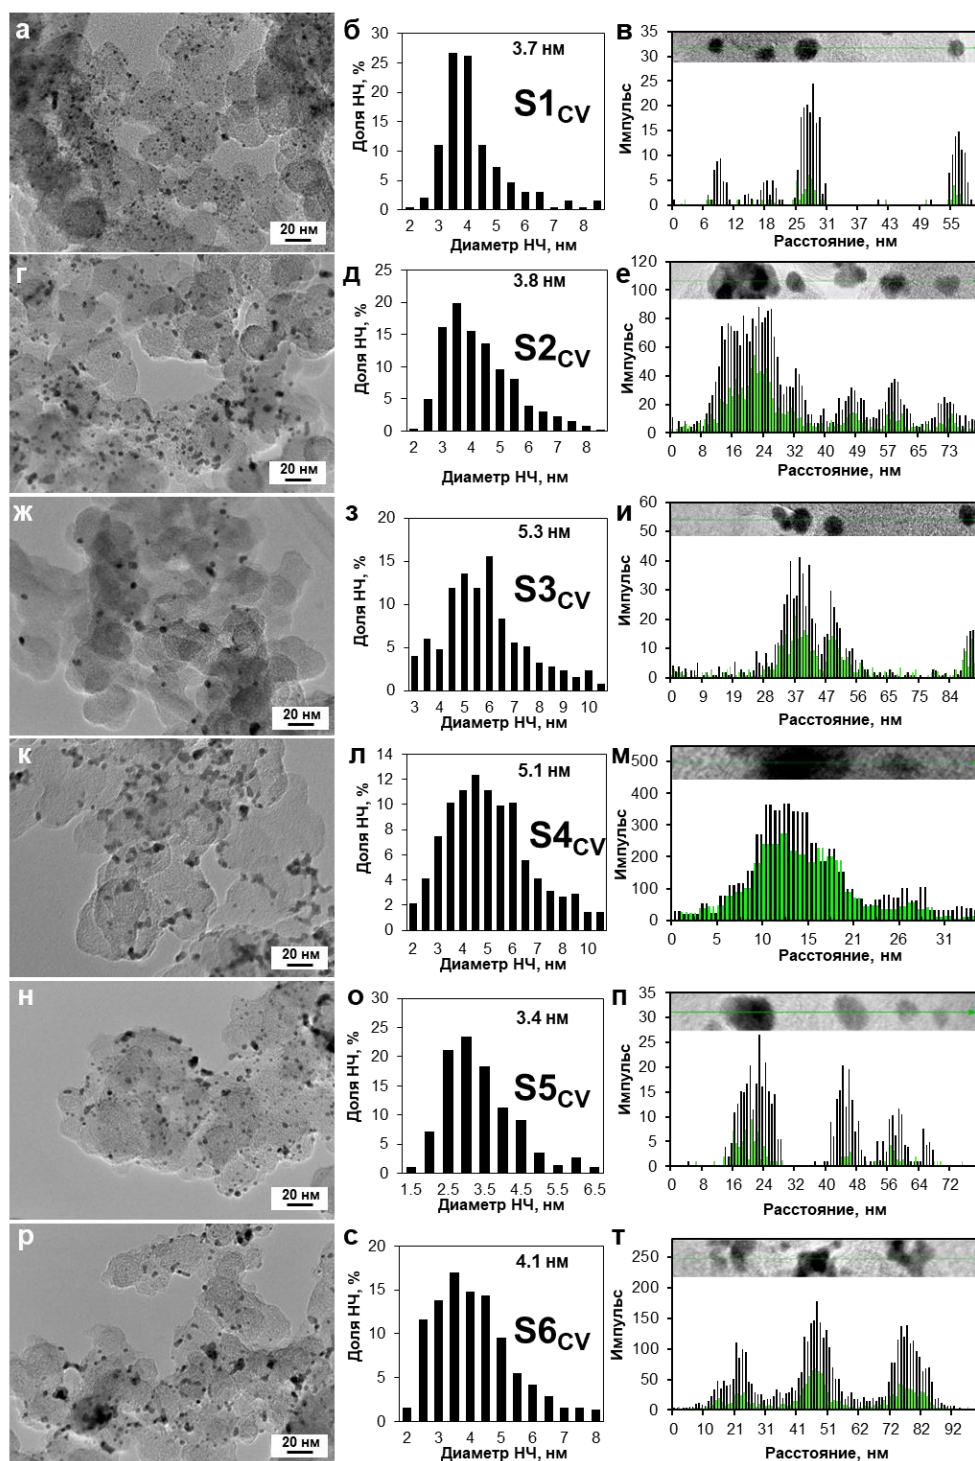 а
20 нм
б
Доля НЧ, %
30
25
20
15
10
5
0
3.7 нм
S1CV
2 3 4 5 6 7 8
Диаметр НЧ, нм
в
Импульс
35
30
25
20
15
10
5
0
0 6 12 18 25 31 37 43 49 55
Расстояние, нм
г
20 нм
д
Доля НЧ, %
25
20
15
10
5
0
3.8 нм
S2CV
2 3 4 5 6 7 8
Диаметр НЧ, нм
е
Импульс
120
100
80
60
40
20
0
0 8 16 24 32 40 48 57 65 73
Расстояние, нм
ж
20 нм
з
Доля НЧ, %
20
15
10
5
0
5.3 нм
S3CV
3 4 5 6 7 8 9 10
Диаметр НЧ, нм
и
Импульс
60
50
40
30
20
10
0
0 9 19 28 37 47 56 65 75 84
Расстояние, нм
к
20 нм
л
Доля НЧ, %
14
12
10
8
6
4
2
0
5.1 нм
S4CV
2 3 4 5 6 7 8 9 10
Диаметр НЧ, нм
м
Импульс
500
400
300
200
100
0
0 5 10 16 21 26 31
Расстояние, нм
н
20 нм
о
Доля НЧ, %
30
25
20
15
10
5
0
3.4 нм
S5CV
1.5 2.5 3.5 4.5 5.5 6.5
Диаметр НЧ, нм
п
Импульс
35
30
25
20
15
10
5
0
0 8 16 24 32 40 48 56 64 72
Расстояние, нм
р
20 нм
с
Доля НЧ, %
20
15
10
5
0
4.1 нм
S6CV
2 3 4 5 6 7 8
Диаметр НЧ, нм
т
Импульс
250
200
150
100
50
0
0 10 21 31 41 51 61 71 82 92
Расстояние, нм